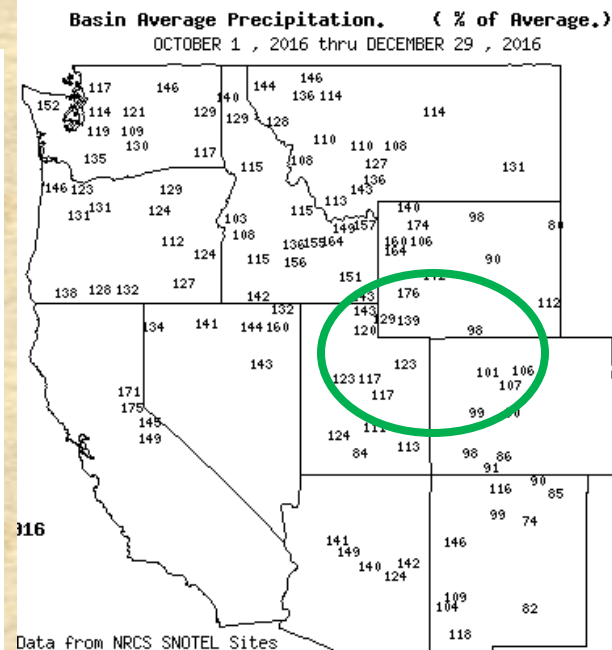 Basin Average Precipitation. ( % of Average.)
OCTOBER 1 , 2016 thru DECEMBER 29 , 2016
117 146 140 144 146
136 114
152 114 121 129 129 128 114
119 109
130 110 110 108
135 117 115 108 127 131
136
146 123 129 143
113 140
131 131 124 103 115 174 98
149 157
112 108 136 155 164 160 106
124 115 156 164 90
151
138 128 132 127 142 143 176 112
132 143
134 141 144 160 120 129 139 98
143 123 101 106
123 117 107
171 117
175 99
145 124 111
149 84 113 98 86
91
116 90 85
99 74
016
141 149 146
140 142
124
109
104 82
118
Data from NRCS SNOTEL Sites